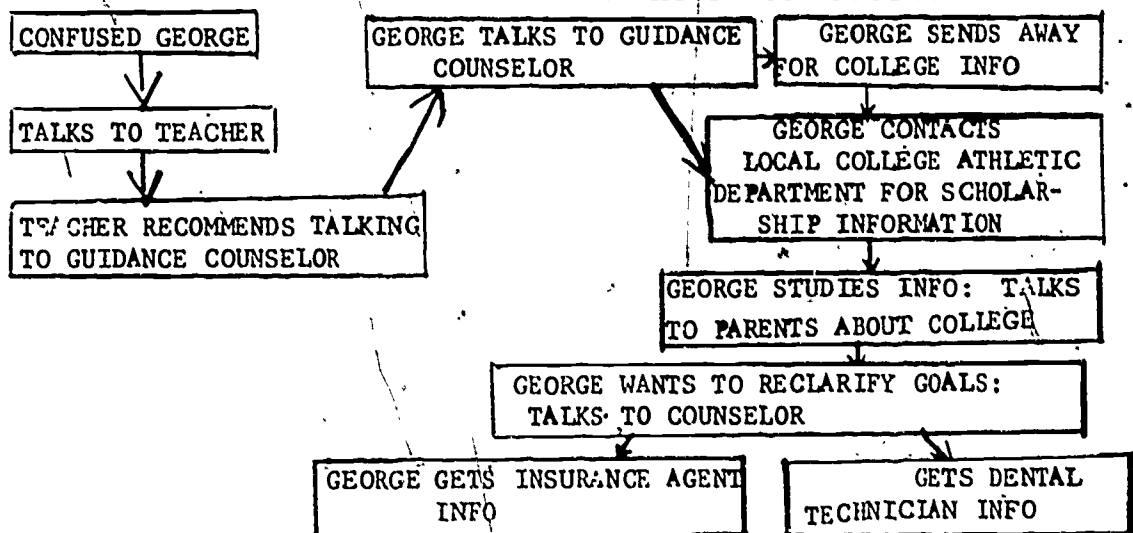 CONFUSED GEORGE
TALKS TO TEACHER
TEACHER RECOMMENDS TALKING
TO GUIDANCE COUNSELOR
GEORGE TALKS TO GUIDANCE
COUNSELOR
GEORGE SENDS AWAY
FOR COLLEGE INFO
GEORGE CONTACTS
LOCAL COLLEGE ATHLETIC
DEPARTMENT FOR SCHOLAR-
SHIP INFORMATION
GEORGE STUDIES INFO: TALKS
TO PARENTS ABOUT COLLEGE
GEORGE WANTS TO RECLARIFY GOALS:
TALKS TO COUNSELOR
GEORGE GETS INSURANCE AGENT
INFO
GETS DENTAL
TECHNICIAN INFO